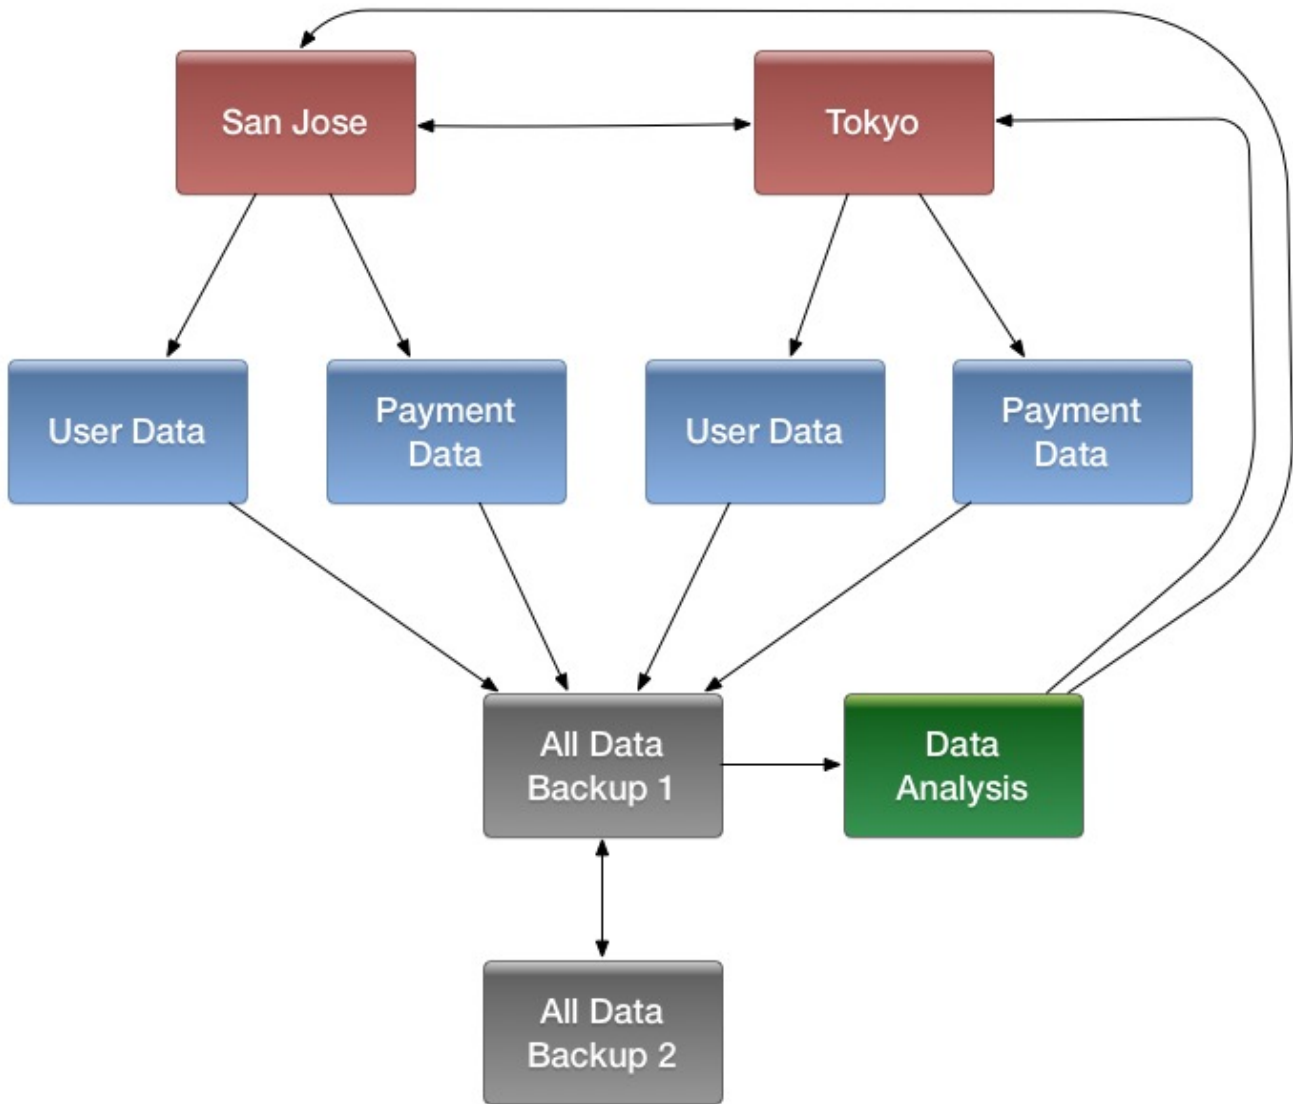 San Jose
Tokyo
User Data
Payment
Data
User Data
Payment
Data
All Data
Backup 1
Data
Analysis
All Data
Backup 2